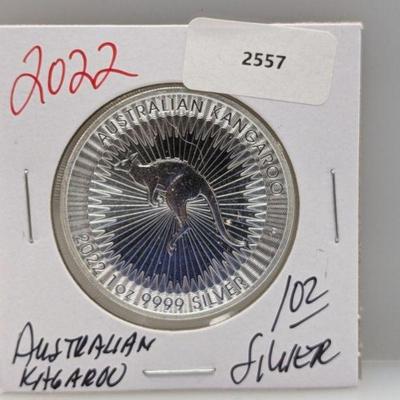 2022
2557
AUSTRALIAN KANGAROO
2022 1oz 9999 SILVER
1OZ
SILVER
AUSTRALIAN
KAGAROO